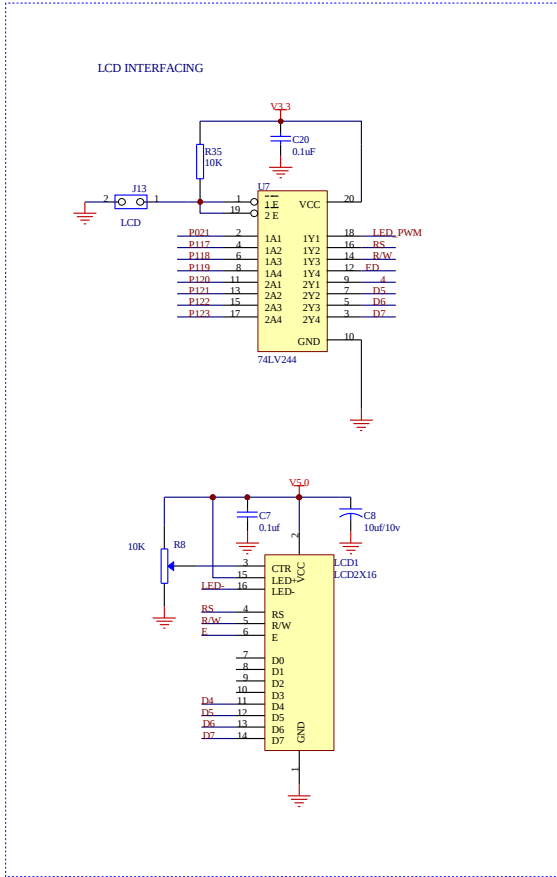 LCD INTERFACING
V3.3
C20
0.1uF
R35
10K
J13
2 1
LCD
U7
1 1 E VCC 20
19 2 E
P021 2 1A1 1Y1 18 LED_PWM
P117 4 1A2 1Y2 16 RS
P118 6 1A3 1Y3 14 R/W
P119 8 1A4 1Y4 12 ED
P120 11 2A1 2Y1 9 4
P121 13 2A2 2Y2 7 D5
P122 15 2A3 2Y3 5 D6
P123 17 2A4 2Y4 3 D7
GND 10
74LV244
V5.0
C7
0.1uf
C8
10uf/10v
2
10K R8
LCD1
LCD2X16
3 CTR VCC
15 LED+
LED- 16 LED-
RS 4 RS
R/W 5 R/W
E 6 E
7 D0
8 D1
9 D2
10 D3
D4 11 D4
D5 12 D5
D6 13 D6
D7 14 D7
GND
1